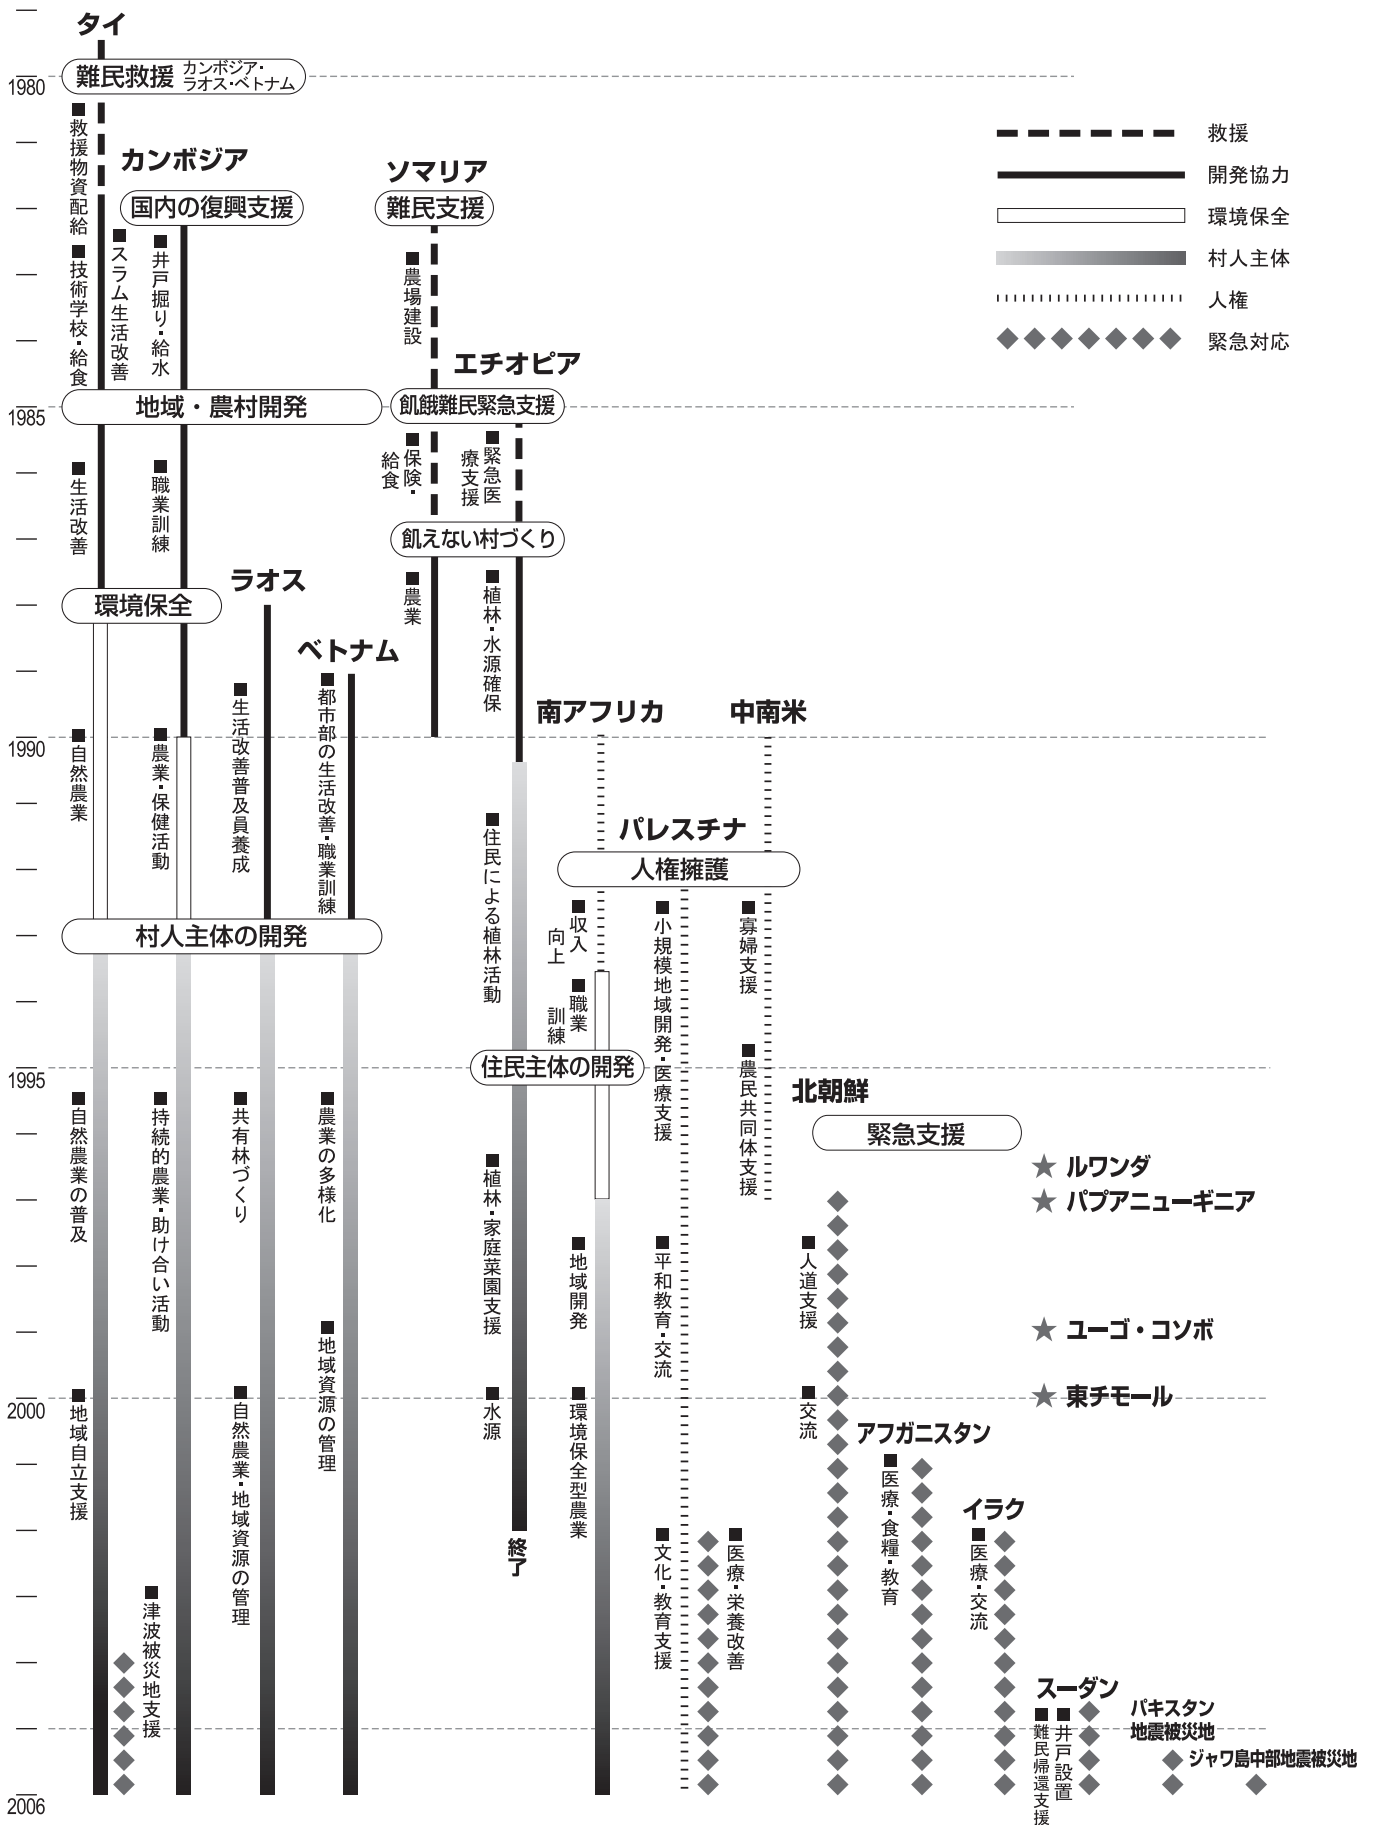 タイ
難民救援 カンボジア・
ラオス・ベトナム
1980
■救援物資配給
■技術学校・給食
■スラム生活改善
カンボジア
国内の復興支援
■井戸掘り・給水
ソマリア
難民支援
■農場建設
救援
開発協力
環境保全
村人主体
人権
緊急対応
エチオピア
1985
地域・農村開発
飢餓難民緊急支援
■生活改善
■職業訓練
■保険・
給食
■緊急医
療支援
飢えない村づくり
■農業
■植林・水源確保
環境保全
ラオス
ベトナム
1990
■自然農業
■農業・保健活動
■生活改善普及員養成
■都市部の生活改善・職業訓練
南アフリカ
中南米
■住民による植林活動
パレスチナ
人権擁護
村人主体の開発
■収入
向上
■職業
訓練
■小規模地域開発・医療支援
■寡婦支援
■農民共同体支援
住民主体の開発
1995
■自然農業の普及
■持続的農業・助け合い活動
■共有林づくり
■農業の多様化
■植林・家庭菜園支援
■地域開発
■平和教育・交流
北朝鮮
緊急支援
■人道支援
★ ルワンダ
★ パプアニューギニア
★ ユーゴ・コソボ
★ 東チモール
■地域資源の管理
2000
■地域自立支援
■自然農業・地域資源の管理
■水源
■環境保全型農業
■交流
アフガニスタン
■医療・食糧・教育
イラク
■医療・交流
終了
■文化・教育支援
■医療・栄養改善
■津波被災地支援
スーダン
■難民帰還支援
■井戸設置
パキスタン
地震被災地
ジャワ島中部地震被災地
2006